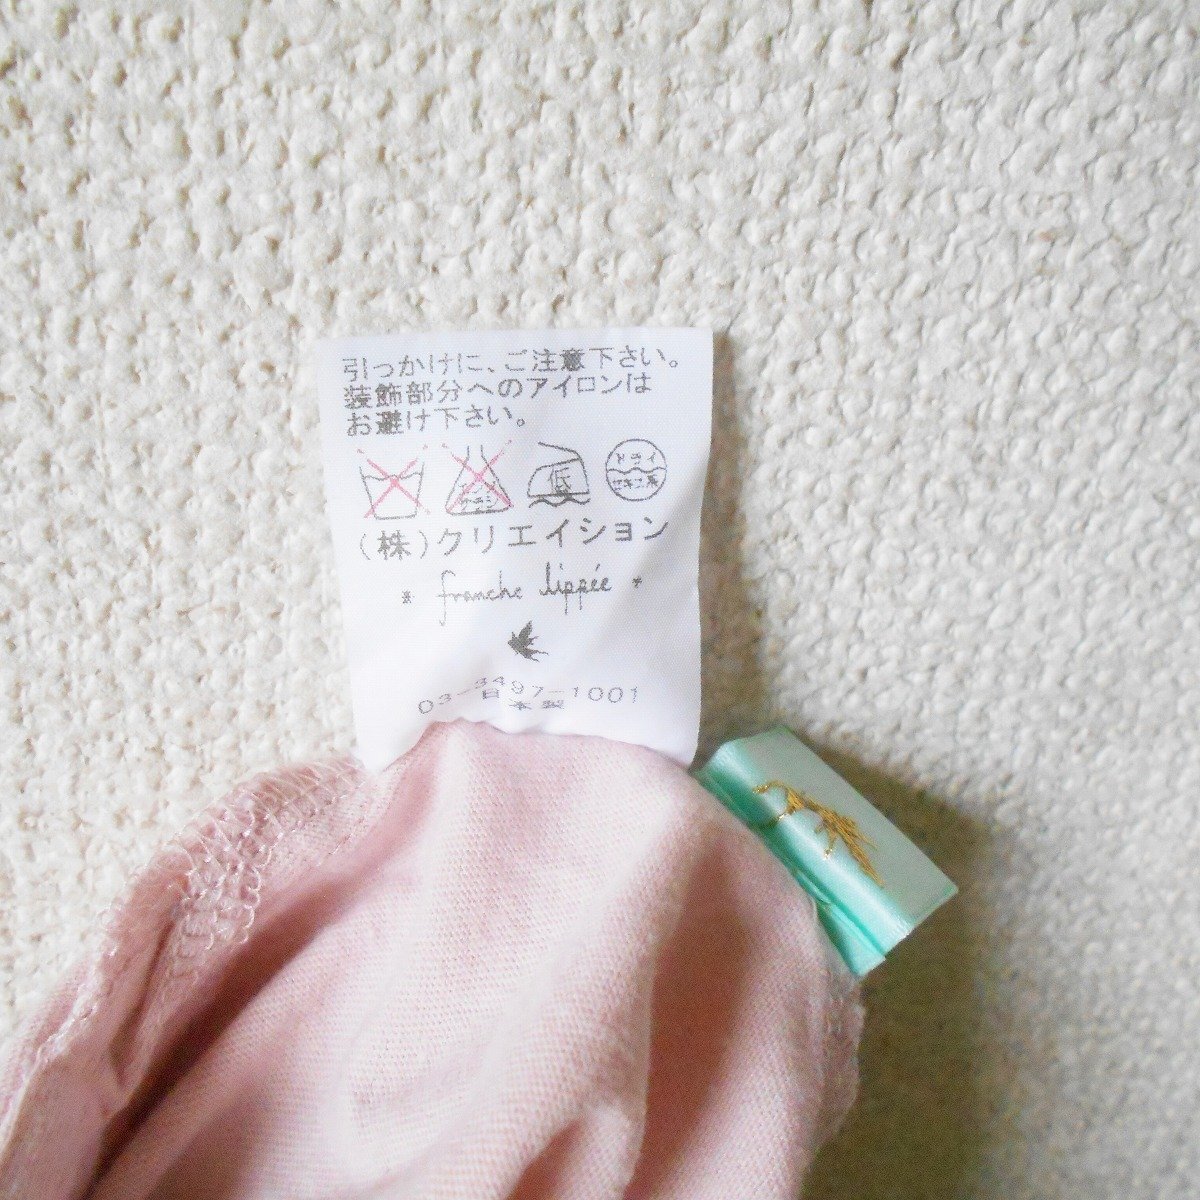 引っかけに、ご注意下さい。
装飾部分へのアイロンは
お避け下さい。
低
ドライ
セキユ系
(株)クリエイション
* franche lippée *
03-3497-1001
日本製